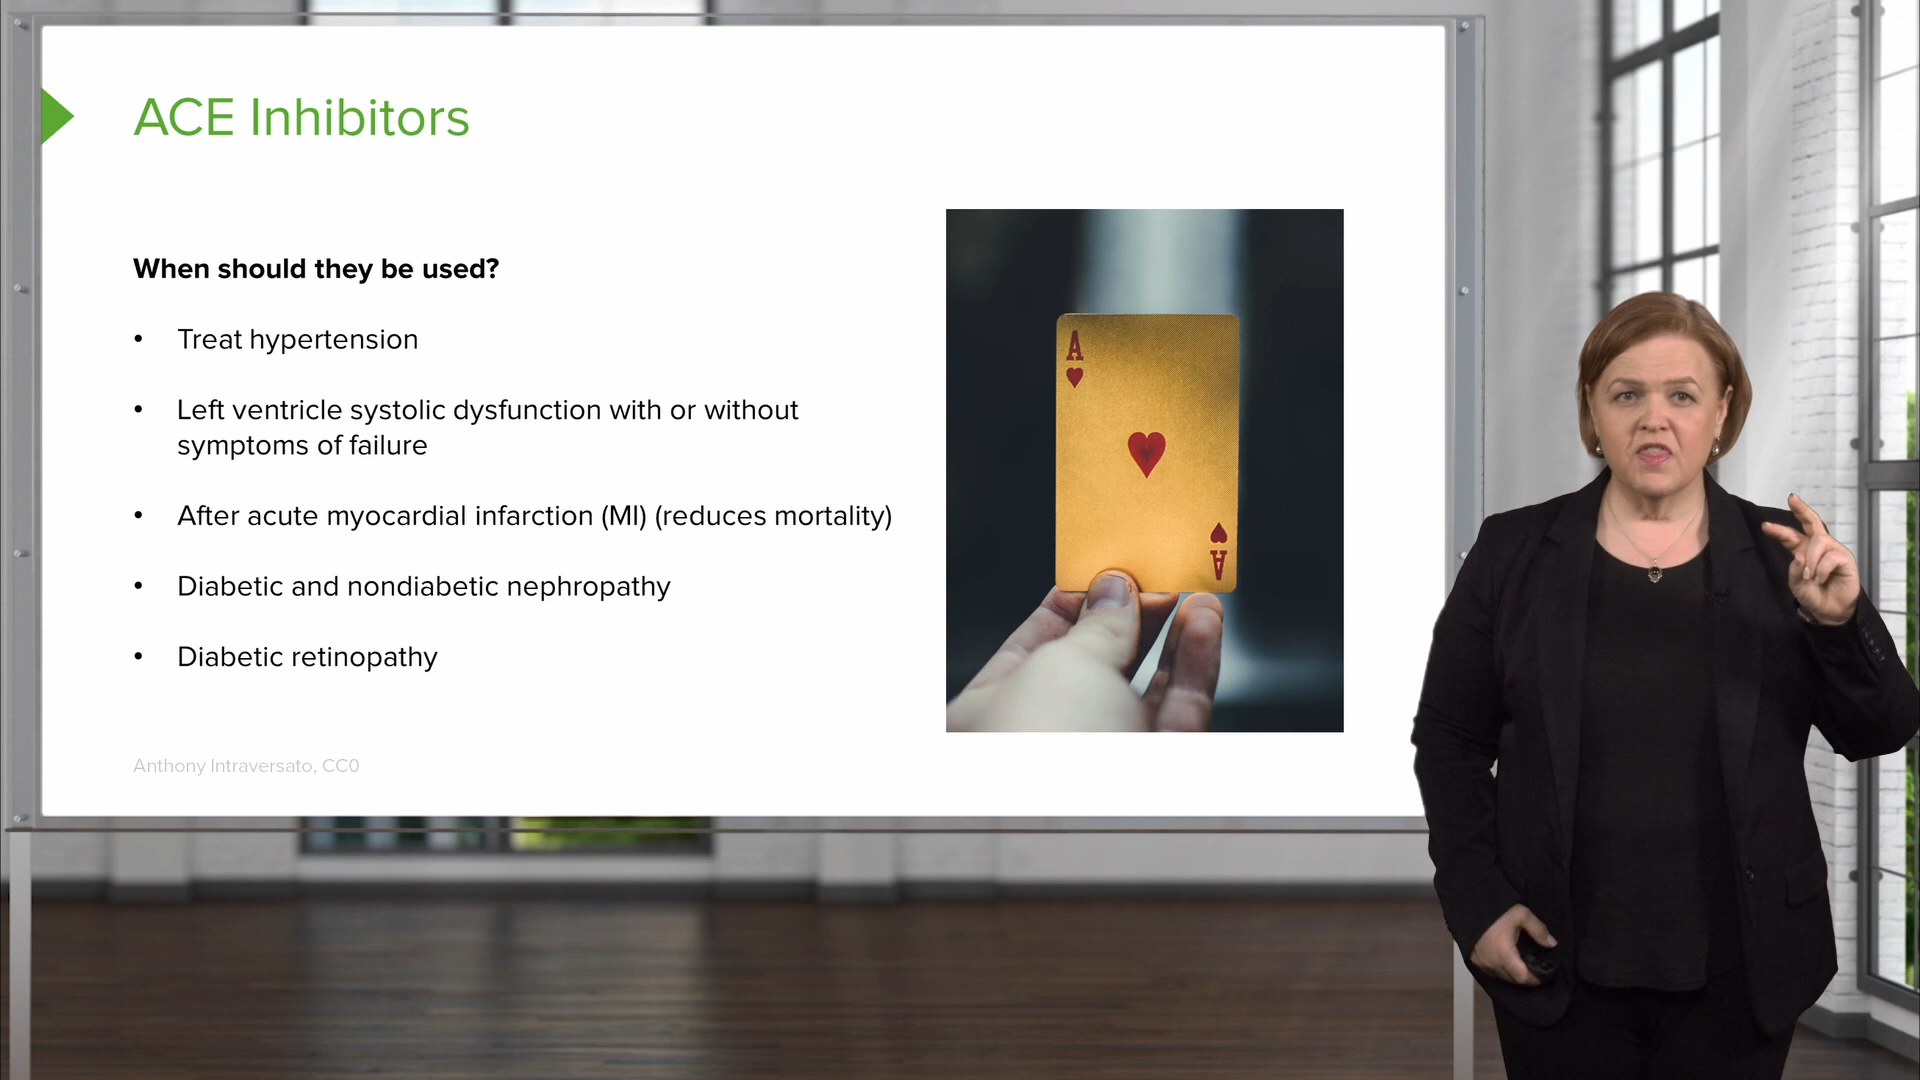 ACE Inhibitors
When should they be used?
• Treat hypertension
• Left ventricle systolic dysfunction with or without
symptoms of failure
• After acute myocardial infarction (MI) (reduces mortality)
• Diabetic and nondiabetic nephropathy
• Diabetic retinopathy
A
A
Anthony Intraversato, CC0